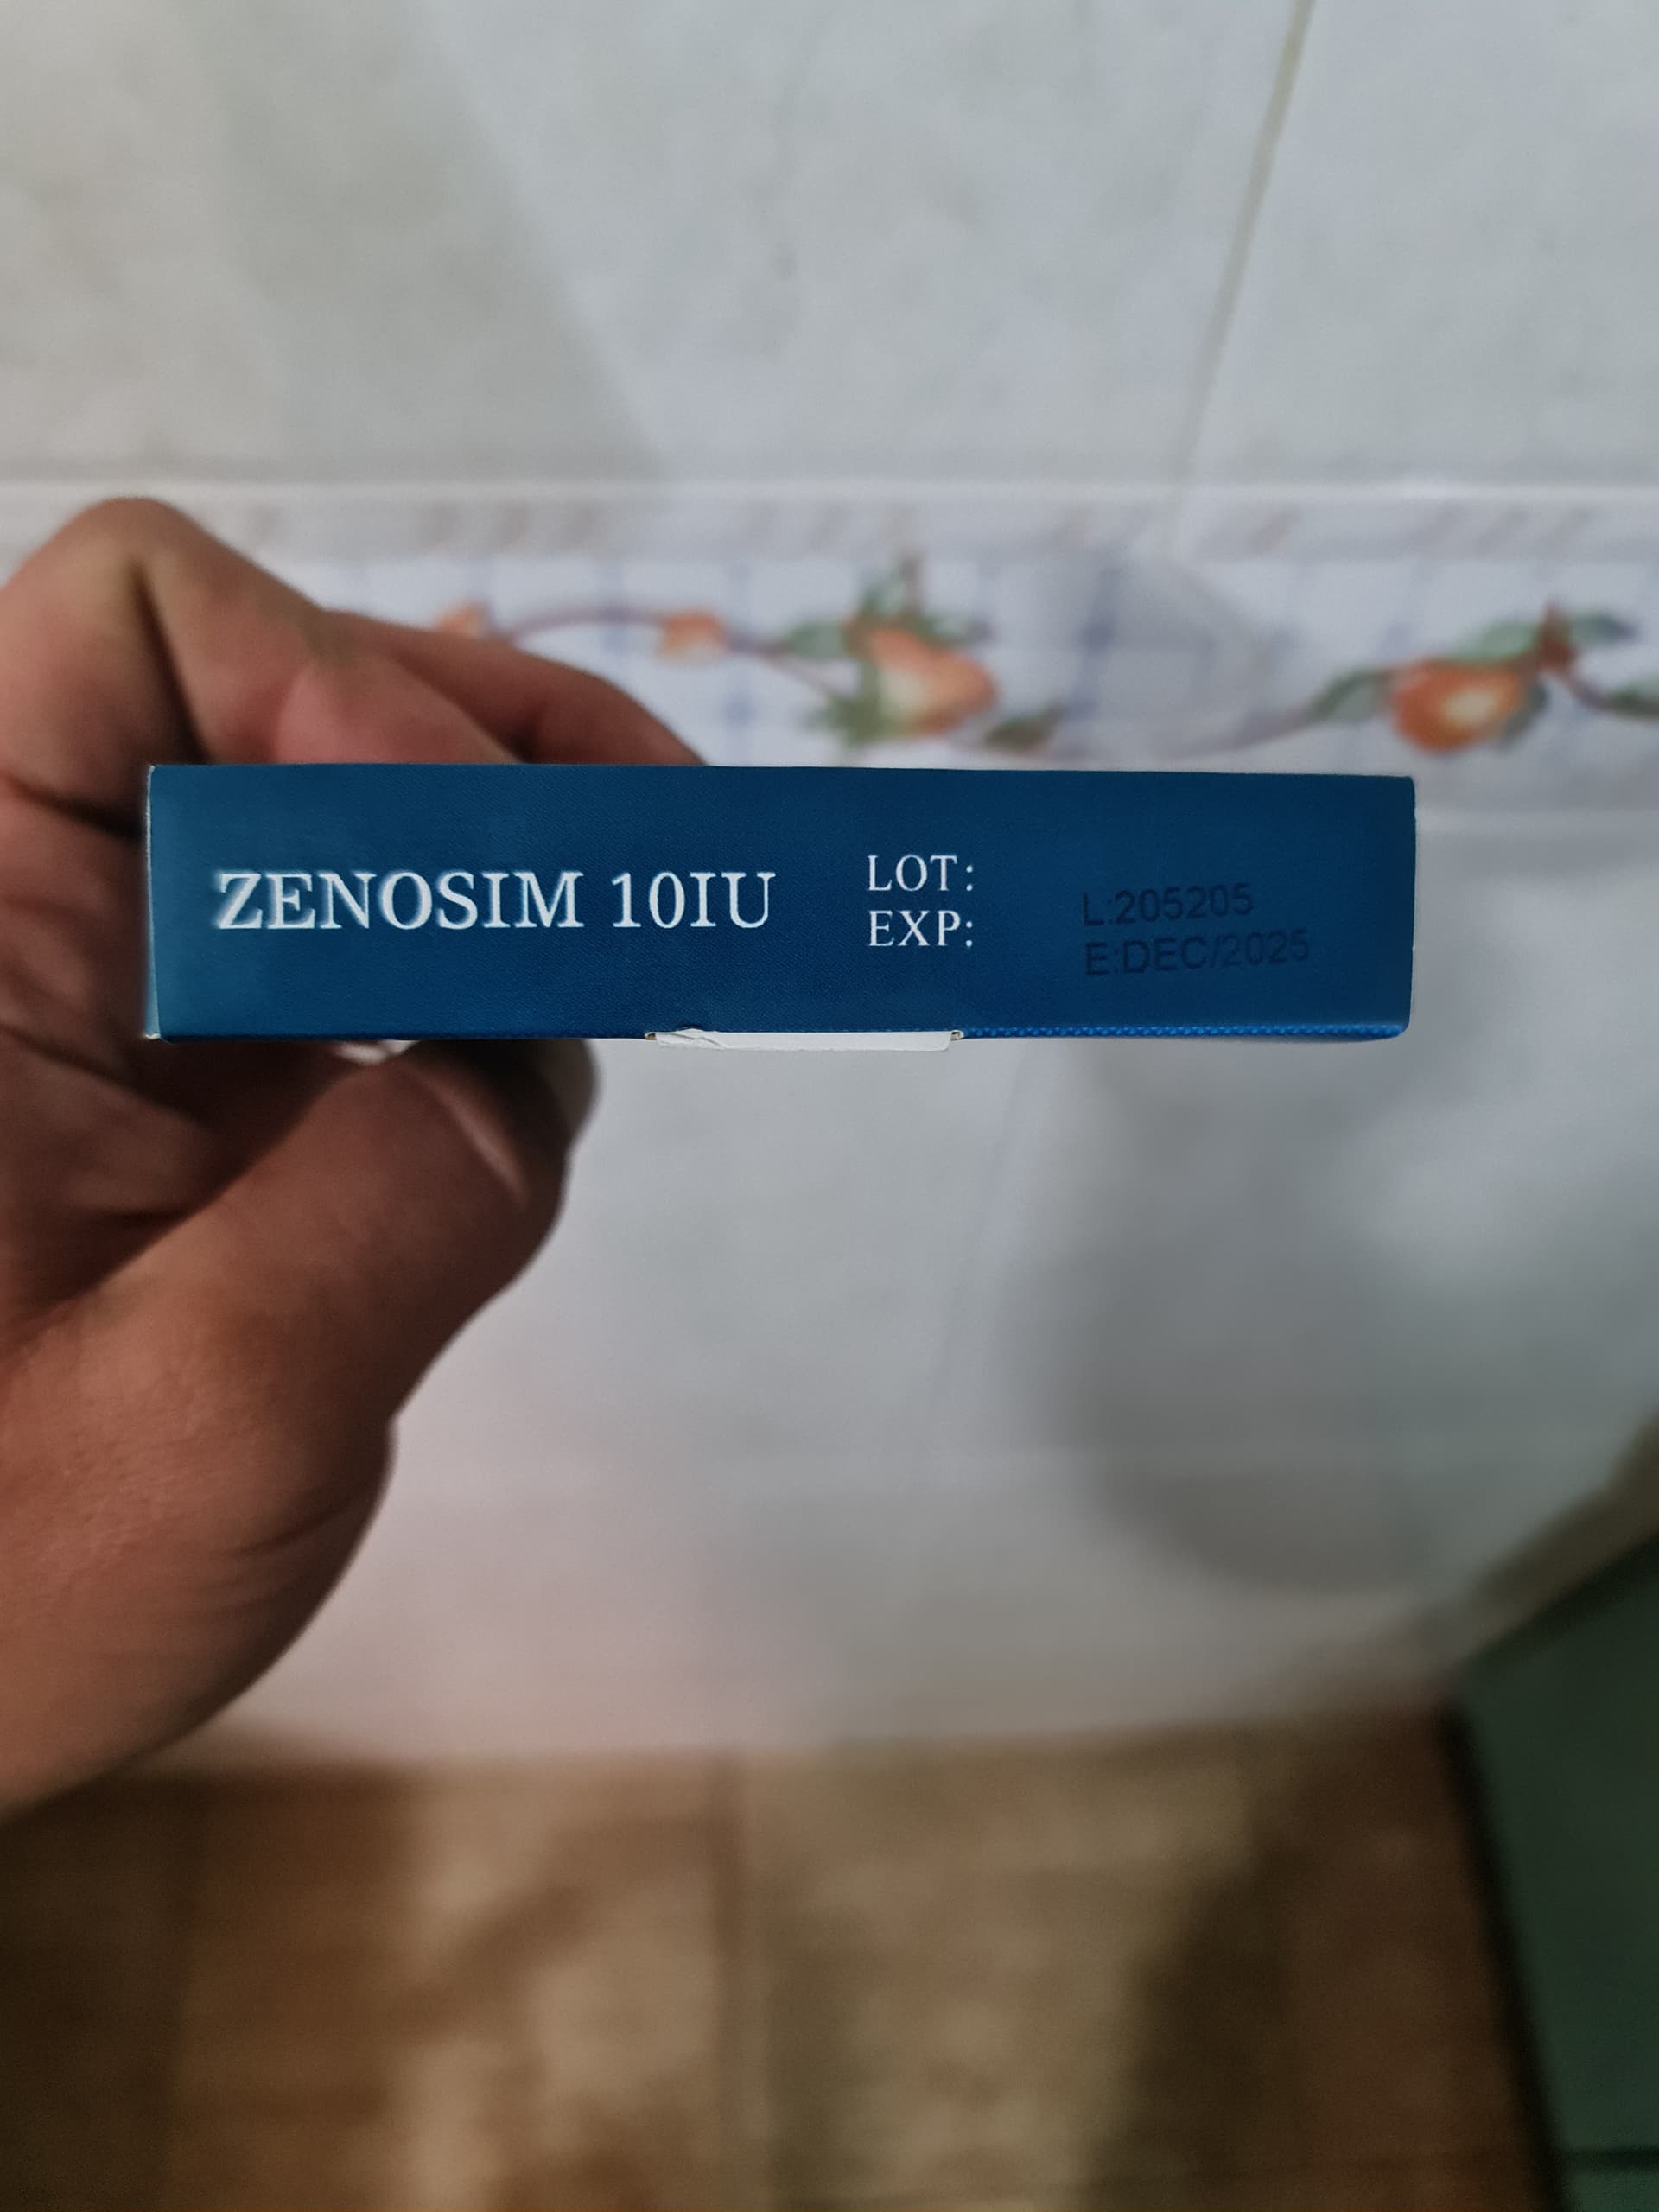 ZENOSIM 10IU
LOT:
EXP:
L:205205
E:DEC/2025